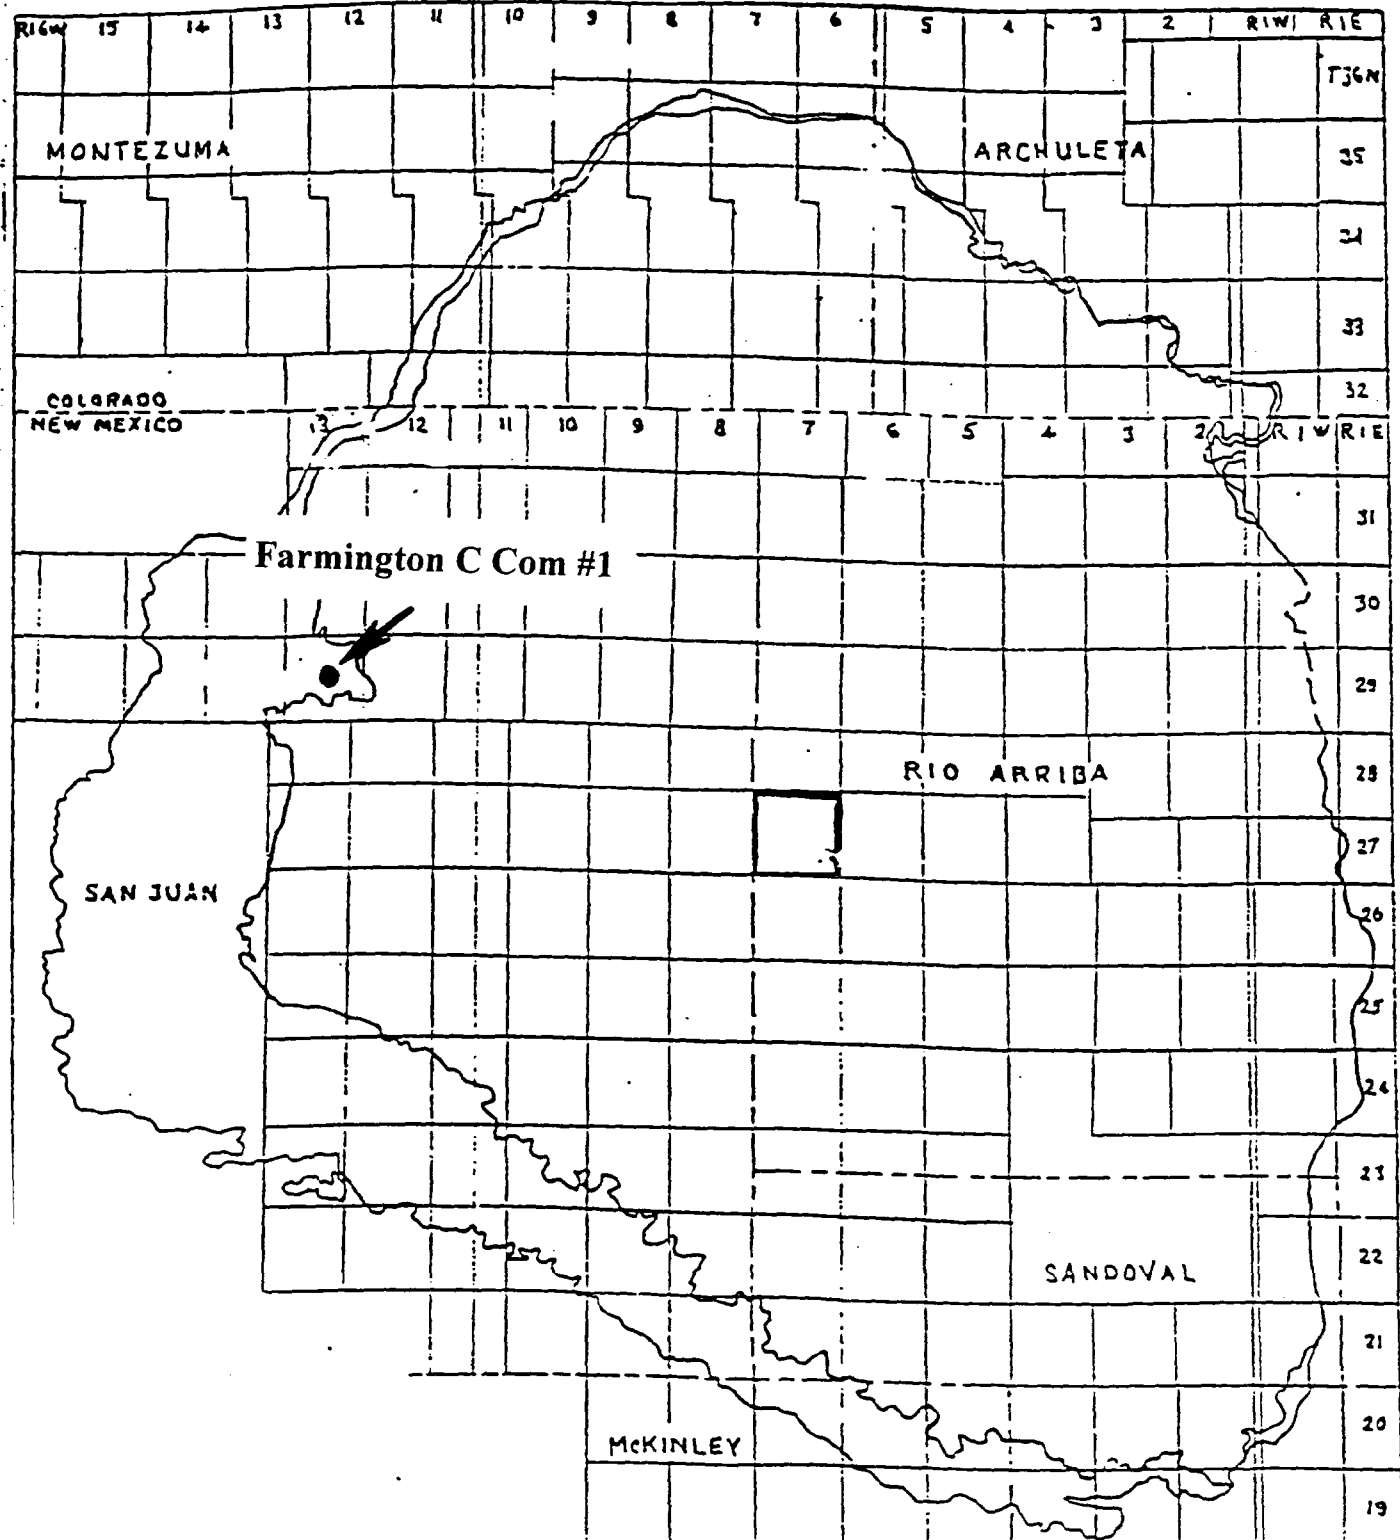 R16W 15 14 13 12 11 10 9 8 7 6 5 4 3 2 R1W R1E
T36N
MONTEZUMA ARCHULETA 35
34
33
COLORADO 32
NEW MEXICO 13 12 11 10 9 8 7 6 5 4 3 2 R1W R1E
31
Farmington C Com #1
30
29
RIO ARRIBA 28
27
SAN JUAN
26
25
24
23
22
SANDOVAL
21
20
McKINLEY
19